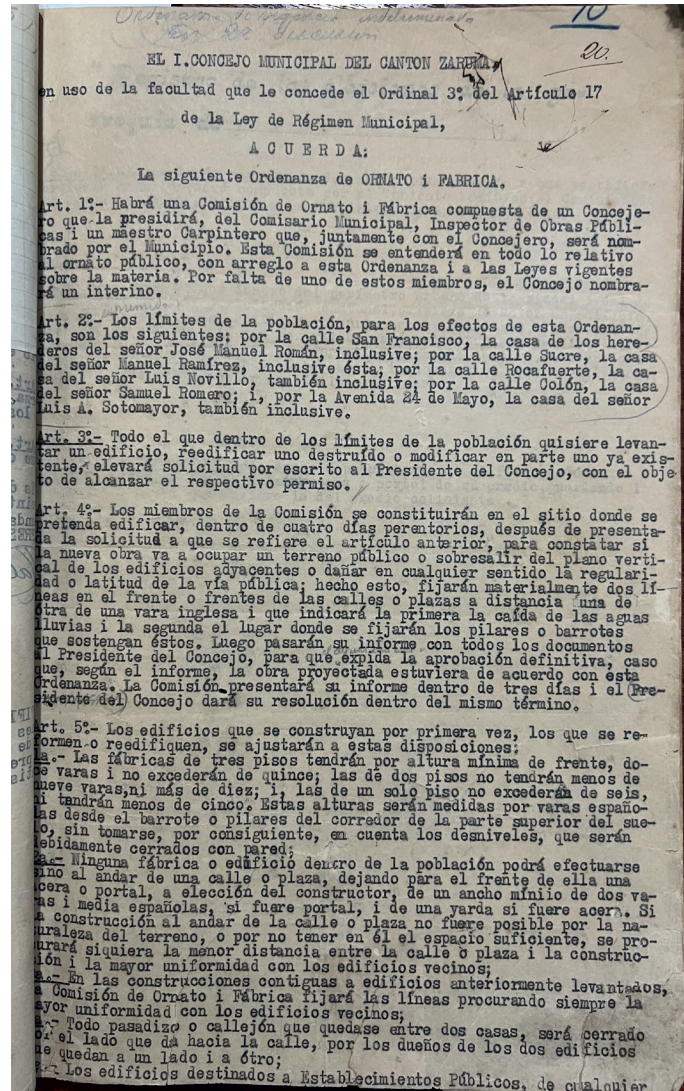 Ordenanza de vigencia indeterminada
En 2a discusión
10
20.
EL I.CONCEJO MUNICIPAL DEL CANTON ZARUMA,
en uso de la facultad que le concede el Ordinal 3º del Artículo 17
de la Ley de Régimen Municipal,
A C U E R D A:
La siguiente Ordenanza de ORNATO i FABRICA.
Art. 1º- Habrá una Comisión de Ornato i Fábrica compuesta de un Conceje-
ro que la presidirá, del Comisario Municipal, Inspector de Obras Públi-
cas i un maestro Carpintero que, juntamente con el Concejero, será nom-
brado por el Municipio. Esta Comisión se entenderá en todo lo relativo
al ornato público, con arreglo a esta Ordenanza i a las Leyes vigentes
sobre la materia. Por falta de uno de estos miembros, el Concejo nombra-
rá un interino.
Art. 2º- Los límites de la población, para los efectos de esta Ordenan-
za, son los siguientes: por la calle San Francisco, la casa de los here-
deros del señor José Manuel Román, inclusive; por la calle Sucre, la casa
del señor Manuel Ramírez, inclusive ésta; por la calle Rocafuerte, la ca-
sa del señor Luis Novillo, también inclusive; por la calle Colón, la casa
del señor Samuel Romero; i, por la Avenida 24 de Mayo, la casa del señor
Luis A. Sotomayor, también inclusive.
Art. 3º- Todo el que dentro de los límites de la población quisiere levan-
tar un edificio, reedificar uno destruído o modificar en parte uno ya exis-
tente, elevará solicitud por escrito al Presidente del Concejo, con el obje
to de alcanzar el respectivo permiso.
Art. 4º- Los miembros de la Comisión se constituirán en el sitio donde se
pretenda edificar, dentro de cuatro días perentorios, después de presenta-
da la solicitud a que se refiere el artículo anterior, para constatar si
la nueva obra va a ocupar un terreno público o sobresalir del plano verti-
cal de los edificios adyacentes o dañar en cualquier sentido la regulari-
dad o latitud de la vía pública; hecho esto, fijarán materialmente dos lí-
neas en el frente o frentes de las calles o plazas a distancia una de
otra de una vara inglesa i que indicará la primera la caída de las aguas
lluvias i la segunda el lugar donde se fijarán los pilares o barrotes
que sostengan éstos. Luego pasarán su informe con todos los documentos
al Presidente del Concejo, para que expida la aprobación definitiva, caso
que, según el informe, la obra proyectada estuviera de acuerdo con esta
Ordenanza. La Comisión presentará su informe dentro de tres días i el Pre-
sidente del Concejo dará su resolución dentro del mismo término.
Art. 5º- Los edificios que se construyan por primera vez, los que se re-
formen o reedifiquen, se ajustarán a estas disposiciones:
1a.- Las fábricas de tres pisos tendrán por altura mínima de frente, do-
ce varas i no excederán de quince; las de dos pisos no tendrán menos de
nueve varas,ni más de diez; i, las de un solo piso no excederán de seis,
ni tendrán menos de cinco. Estas alturas serán medidas por varas españo-
las desde el barrote o pilares del corredor de la parte superior del sue-
lo, sin tomarse, por consiguiente, en cuenta los desniveles, que serán
debidamente cerrados con pared;
2a.- Ninguna fábrica o edificio dentro de la población podrá efectuarse
sino al andar de una calle o plaza, dejando para el frente de ella una
acera o portal, a elección del constructor, de un ancho mínio de dos va-
ras i media españolas, si fuere portal, i de una yarda si fuere acera. Si
la construcción al andar de la calle o plaza no fuere posible por la na-
turaleza del terreno, o por no tener en él el espacio suficiente, se pro-
curará siquiera la menor distancia entre la calle o plaza i la construc-
ión i la mayor uniformidad con los edificios vecinos;
a.- En las construcciones contiguas a edificios anteriormente levantados,
a Comisión de Ornato i Fábrica fijará las líneas procurando siempre la
ayor uniformidad con los edificios vecinos;
.- Todo pasadizo o callejón que quedase entre dos casas, será cerrado
or el lado que da hacia la calle, por los dueños de los dos edificios
ue quedan a un lado i a ótro;
.- Los edificios destinados a Establecimientos Públicos, de cualquier